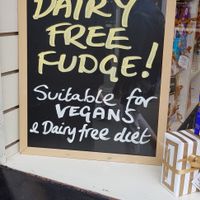 DAIRY
FREE
FUDGE!
Suitable for
VEGANS
& Dairy free diet